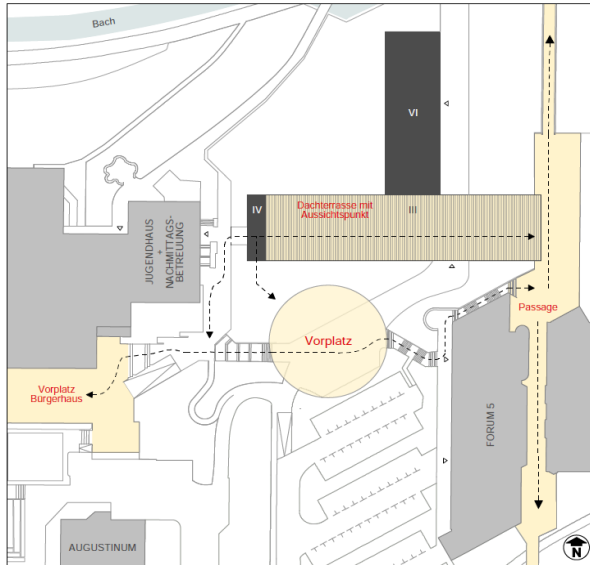 Bach
VI
IV
Dachterrasse mit
Aussichtspunkt
III
JUGENDHAUS
+
NACHMITTAGS-
BETREUUNG
Passage
Vorplatz
Vorplatz
Bürgerhaus
FORUM 5
AUGUSTINUM
N